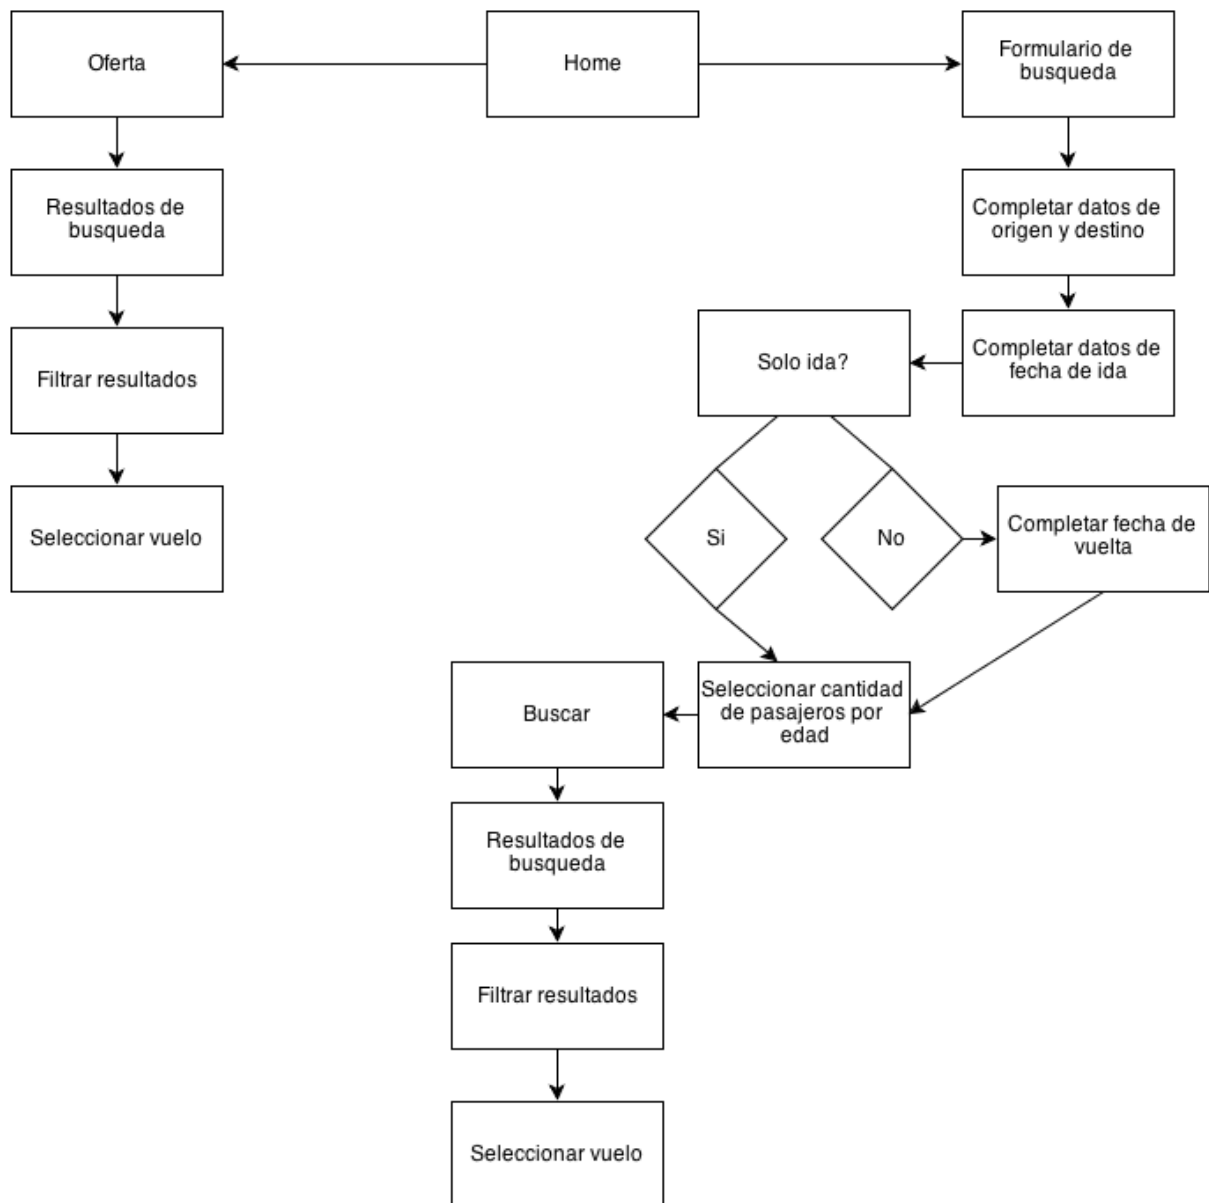 Oferta
Home
Formulario de
busqueda
Resultados de
busqueda
Completar datos de
origen y destino
Filtrar resultados
Solo ida?
Completar datos de
fecha de ida
Seleccionar vuelo
Si
No
Completar fecha de
vuelta
Buscar
Seleccionar cantidad
de pasajeros por
edad
Resultados de
busqueda
Filtrar resultados
Seleccionar vuelo